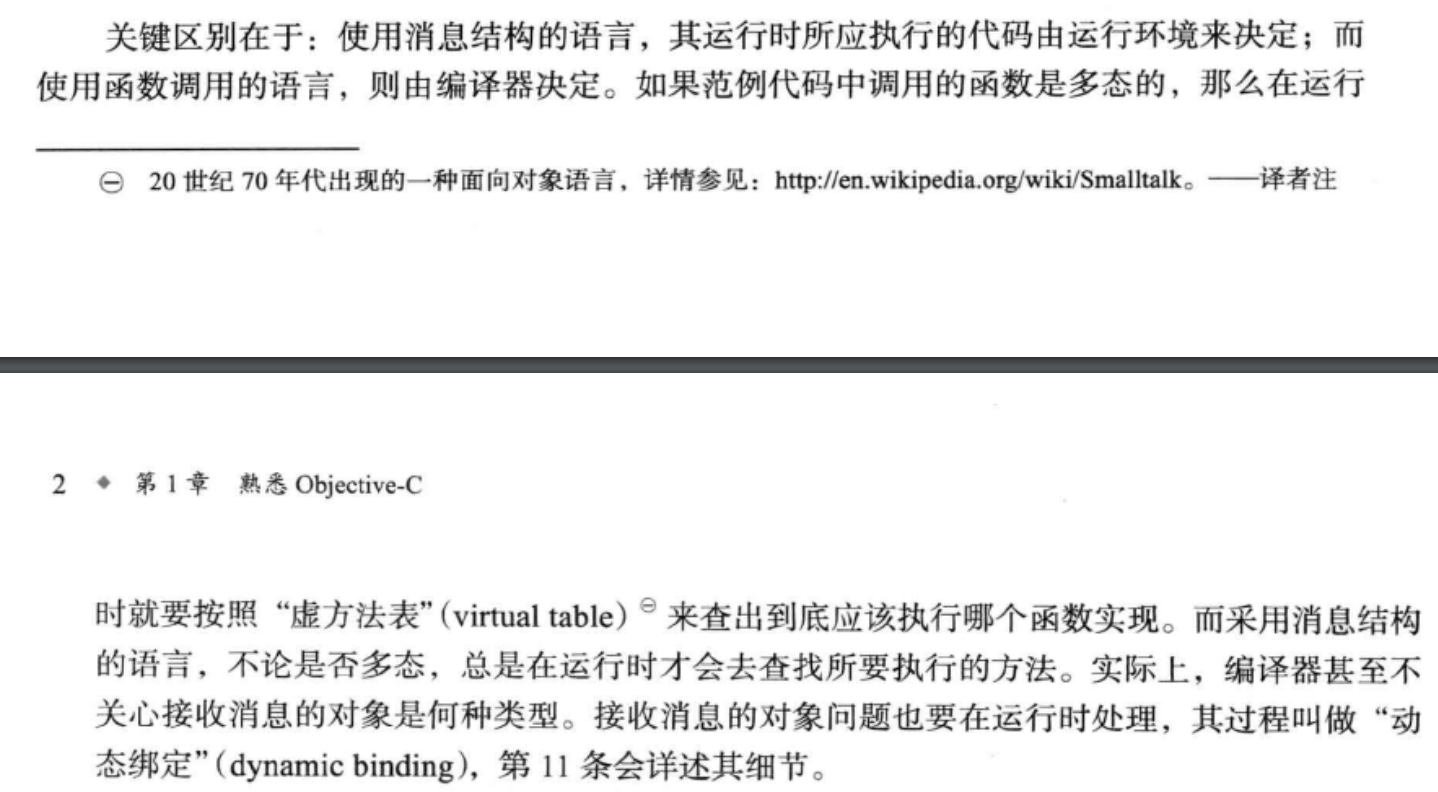 关键区别在于：使用消息结构的语言，其运行时所应执行的代码由运行环境来决定；而
使用函数调用的语言，则由编译器决定。如果范例代码中调用的函数是多态的，那么在运行
㊀ 20 世纪 70 年代出现的一种面向对象语言，详情参见：http://en.wikipedia.org/wiki/Smalltalk。——译者注
2 ◆ 第 1 章 熟悉 Objective-C
时就要按照“虚方法表”（virtual table）㊀来查出到底应该执行哪个函数实现。而采用消息结构
的语言，不论是否多态，总是在运行时才会去查找所要执行的方法。实际上，编译器甚至不
关心接收消息的对象是何种类型。接收消息的对象问题也要在运行时处理，其过程叫做“动
态绑定”（dynamic binding），第 11 条会详述其细节。